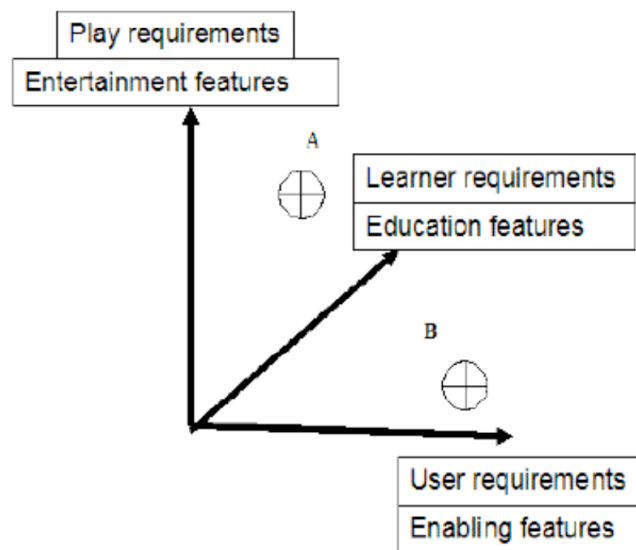 Play requirements
Entertainment features
A
Learner requirements
Education features
B
User requirements
Enabling features